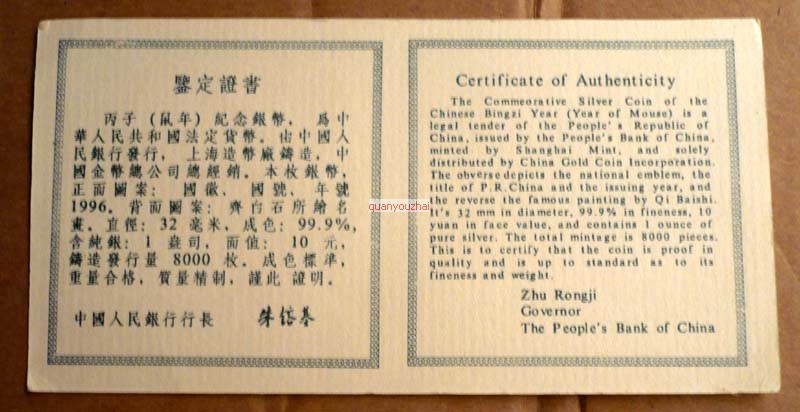 鑒定證書
丙子 (鼠年) 紀念銀幣, 爲中
華人民共和國法定貨幣。由中國人
民銀行發行, 上海造幣廠鑄造, 中
國金幣總公司總經銷。本枚銀幣,
正面圖案: 國徽、國號、年號
1996. 背面圖案: 齊白石所繪名
畫。直徑: 32 毫米, 成色: 99.9%,
含純銀: 1 盎司, 面值: 10 元,
鑄造發行量 8000 枚。成色標準,
重量合格, 質量精制, 謹此 證明。
中國人民銀行行長 朱镕基
Certificate of Authenticity
The Commeorative Silver Coin of the
Chinese Bingzi Year (Year of Mouse) is a
legal tender of the People's Republic of
China, issued by the People's Bank of China,
minted by Shanghai Mint, and solely
distributed by China Gold Coin Incorporation.
The obverse depicts the national emblem, the
title of P.R.China and the issuing year, and
the reverse the famous painting by Qi Baishi.
It's 32 mm in diameter, 99.9% in fineness, 10
yuan in face value, and contains 1 ounce of
pure silver. The total mintage is 8000 pieces.
This is to certify that the coin is proof in
quality and is up to standard as to its
fineness and weight.
Zhu Rongji
Governor
The People's Bank of China
quanyouzhai